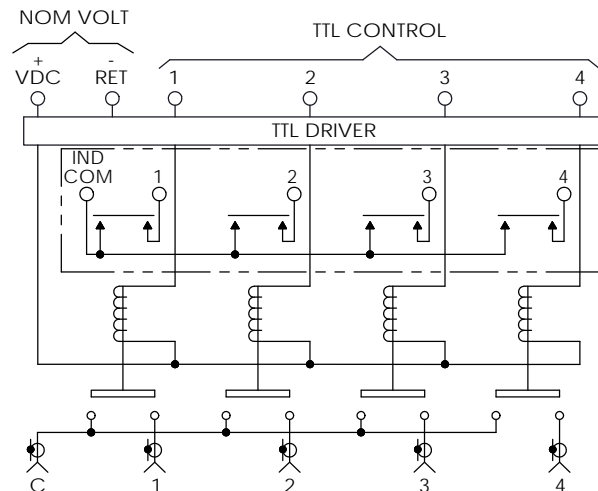 NOM VOLT
TTL CONTROL
+ -
VDC RET 1 2 3 4
TTL DRIVER
IND
COM 1 2 3 4
C 1 2 3 4